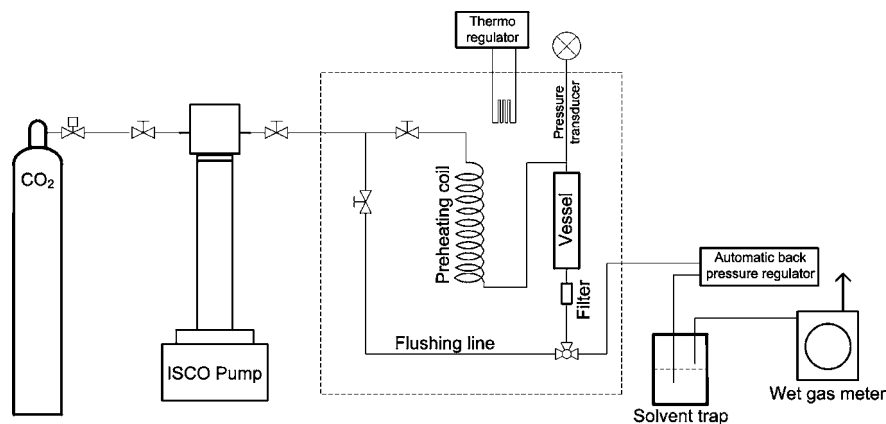 Thermo
regulator
Pressure
transducer
CO₂
Preheating coil
Vessel
Filter
Automatic back
pressure regulator
Flushing line
ISCO Pump
Solvent trap
Wet gas meter